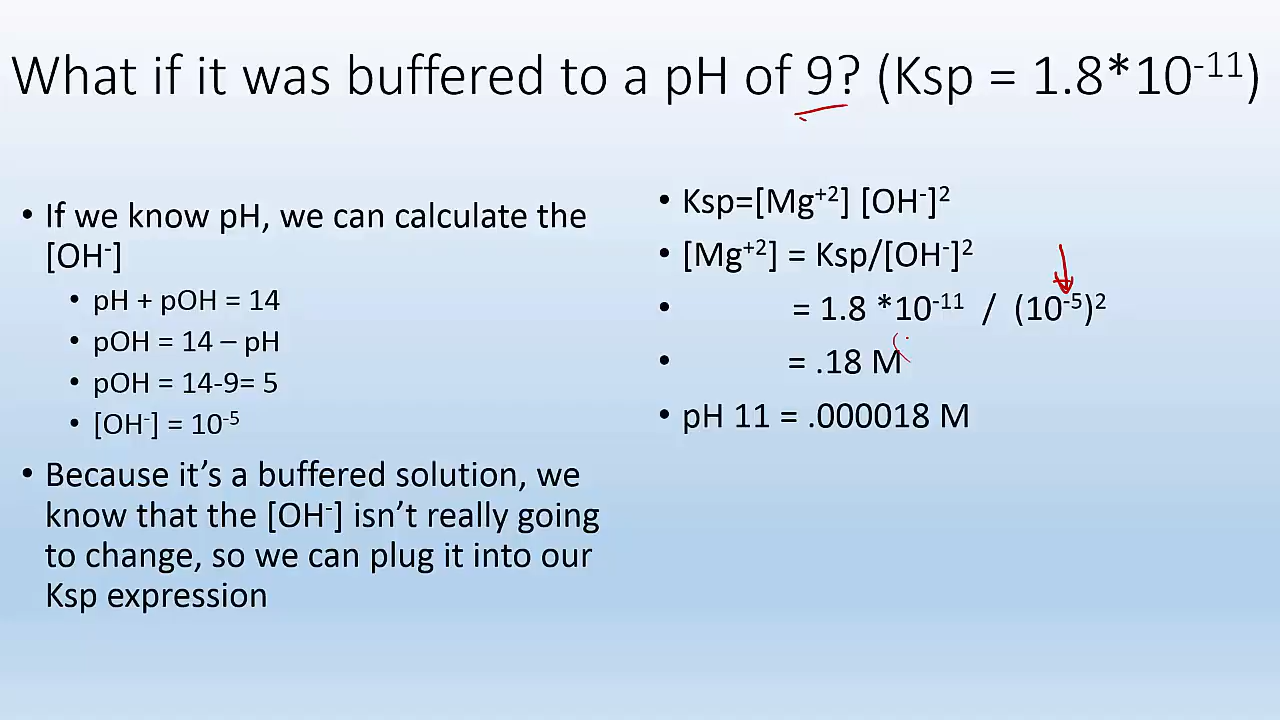 What if it was buffered to a pH of 9? (Ksp = 1.8*10⁻¹¹)
• If we know pH, we can calculate the
[OH⁻]
• pH + pOH = 14
• pOH = 14 – pH
• pOH = 14-9= 5
• [OH⁻] = 10⁻⁵
• Because it’s a buffered solution, we
know that the [OH⁻] isn’t really going
to change, so we can plug it into our
Ksp expression
• Ksp=[Mg⁺²] [OH⁻]²
• [Mg⁺²] = Ksp/[OH⁻]²
• = 1.8 *10⁻¹¹ / (10⁻⁵)²
• = .18 M
• pH 11 = .000018 M